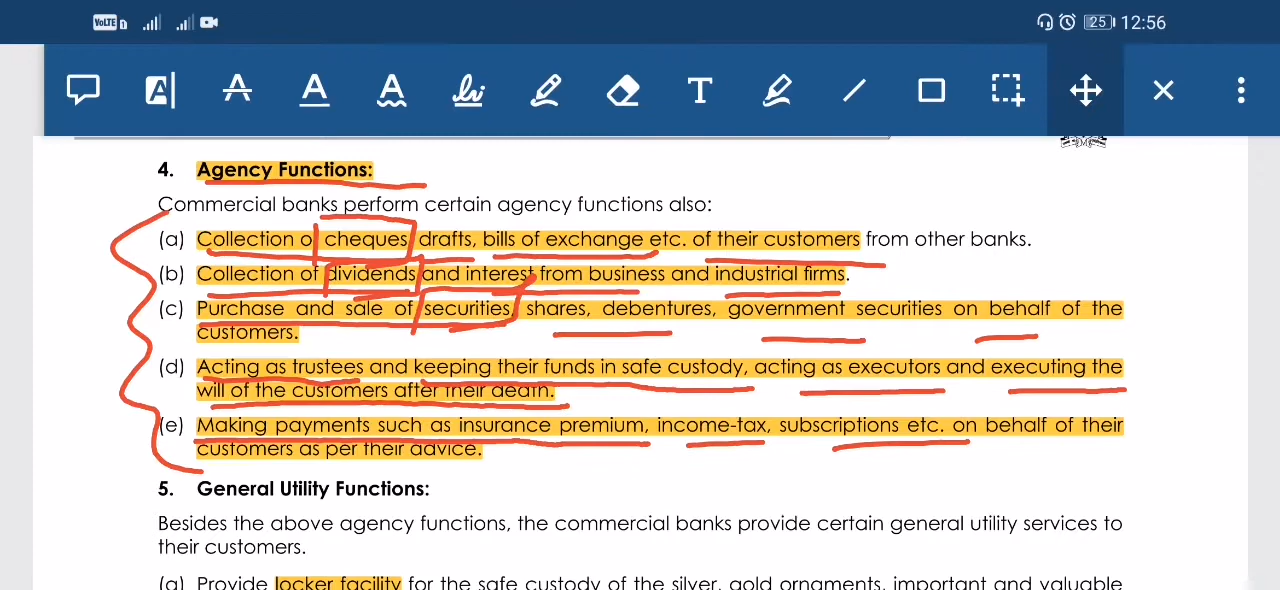 VoLTE 1 25 12:56
A A A A T
4. Agency Functions:
Commercial banks perform certain agency functions also:
(a) Collection of cheques, drafts, bills of exchange etc. of their customers from other banks.
(b) Collection of dividends and interest from business and industrial firms.
(c) Purchase and sale of securities, shares, debentures, government securities on behalf of the
customers.
(d) Acting as trustees and keeping their funds in safe custody, acting as executors and executing the
will of the customers after their death.
(e) Making payments such as insurance premium, income-tax, subscriptions etc. on behalf of their
customers as per their advice.
5. General Utility Functions:
Besides the above agency functions, the commercial banks provide certain general utility services to
their customers.
(a) Provide locker facility for the safe custody of the silver, gold ornaments, important and valuable